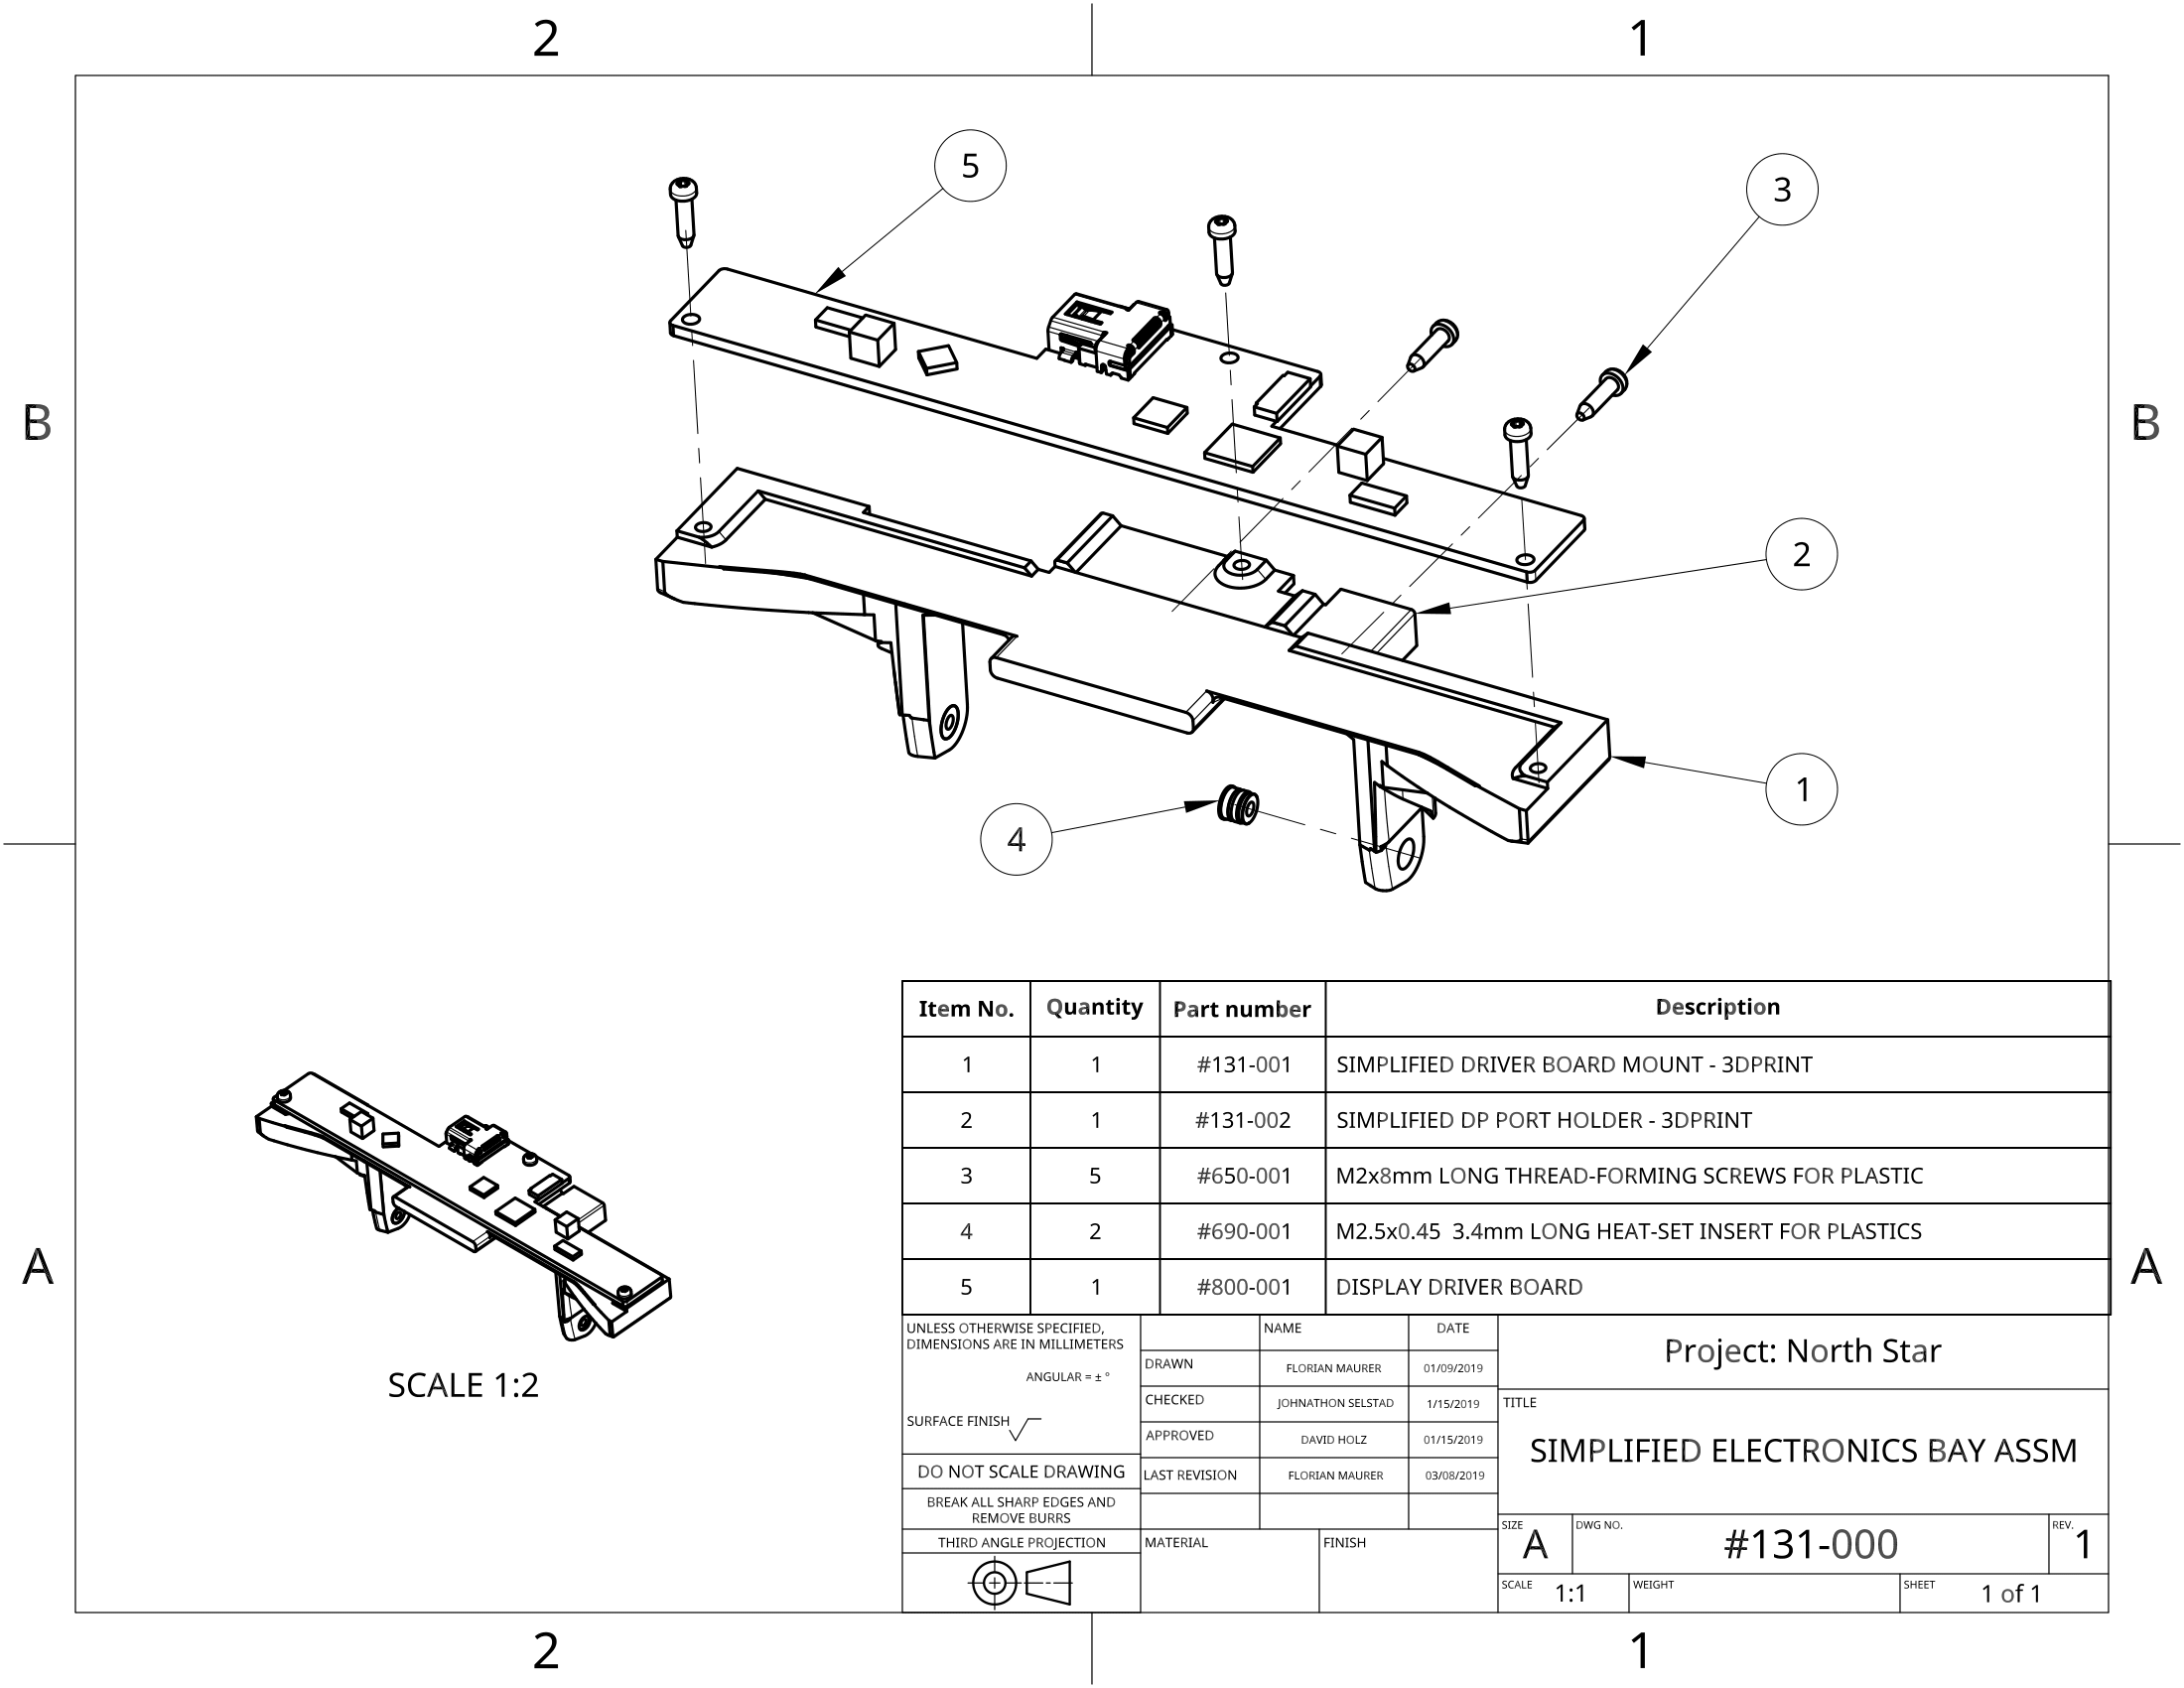 2 1
5
3
B B
2
1
4
Item No. Quantity Part number Description
1 1 #131-001 SIMPLIFIED DRIVER BOARD MOUNT - 3DPRINT
2 1 #131-002 SIMPLIFIED DP PORT HOLDER - 3DPRINT
3 5 #650-001 M2x8mm LONG THREAD-FORMING SCREWS FOR PLASTIC
4 2 #690-001 M2.5x0.45 3.4mm LONG HEAT-SET INSERT FOR PLASTICS
5 1 #800-001 DISPLAY DRIVER BOARD
A A
SCALE 1:2
UNLESS OTHERWISE SPECIFIED,
DIMENSIONS ARE IN MILLIMETERS
ANGULAR = ± °
SURFACE FINISH
DO NOT SCALE DRAWING
BREAK ALL SHARP EDGES AND
REMOVE BURRS
THIRD ANGLE PROJECTION
NAME DATE
DRAWN FLORIAN MAURER 01/09/2019
CHECKED JOHNATHON SELSTAD 1/15/2019
APPROVED DAVID HOLZ 01/15/2019
LAST REVISION FLORIAN MAURER 03/08/2019
MATERIAL FINISH
Project: North Star
TITLE
SIMPLIFIED ELECTRONICS BAY ASSM
SIZE A DWG NO. #131-000 REV. 1
SCALE 1:1 WEIGHT SHEET 1 of 1
2 1